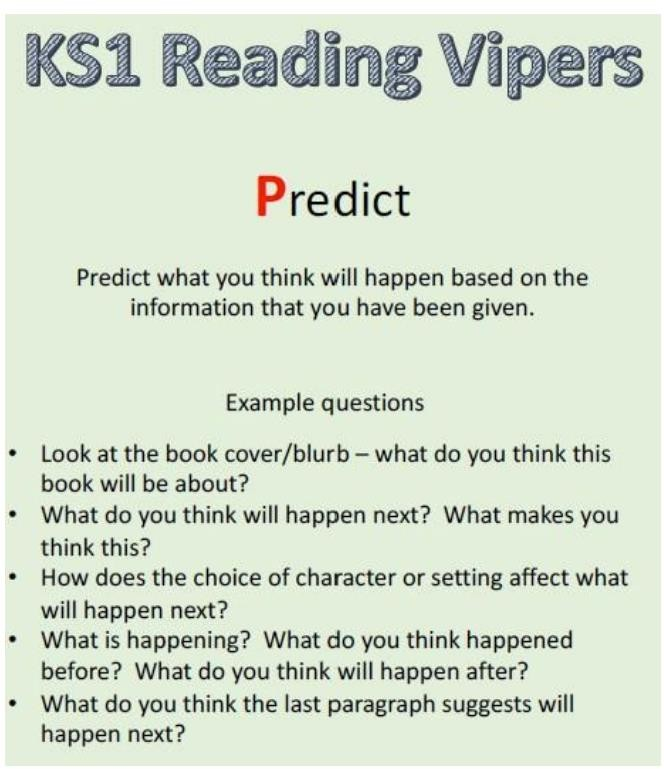 KS1 Reading Vipers
Predict
Predict what you think will happen based on the
information that you have been given.
Example questions
• Look at the book cover/blurb – what do you think this
book will be about?
• What do you think will happen next?  What makes you
think this?
• How does the choice of character or setting affect what
will happen next?
• What is happening?  What do you think happened
before?  What do you think will happen after?
• What do you think the last paragraph suggests will
happen next?